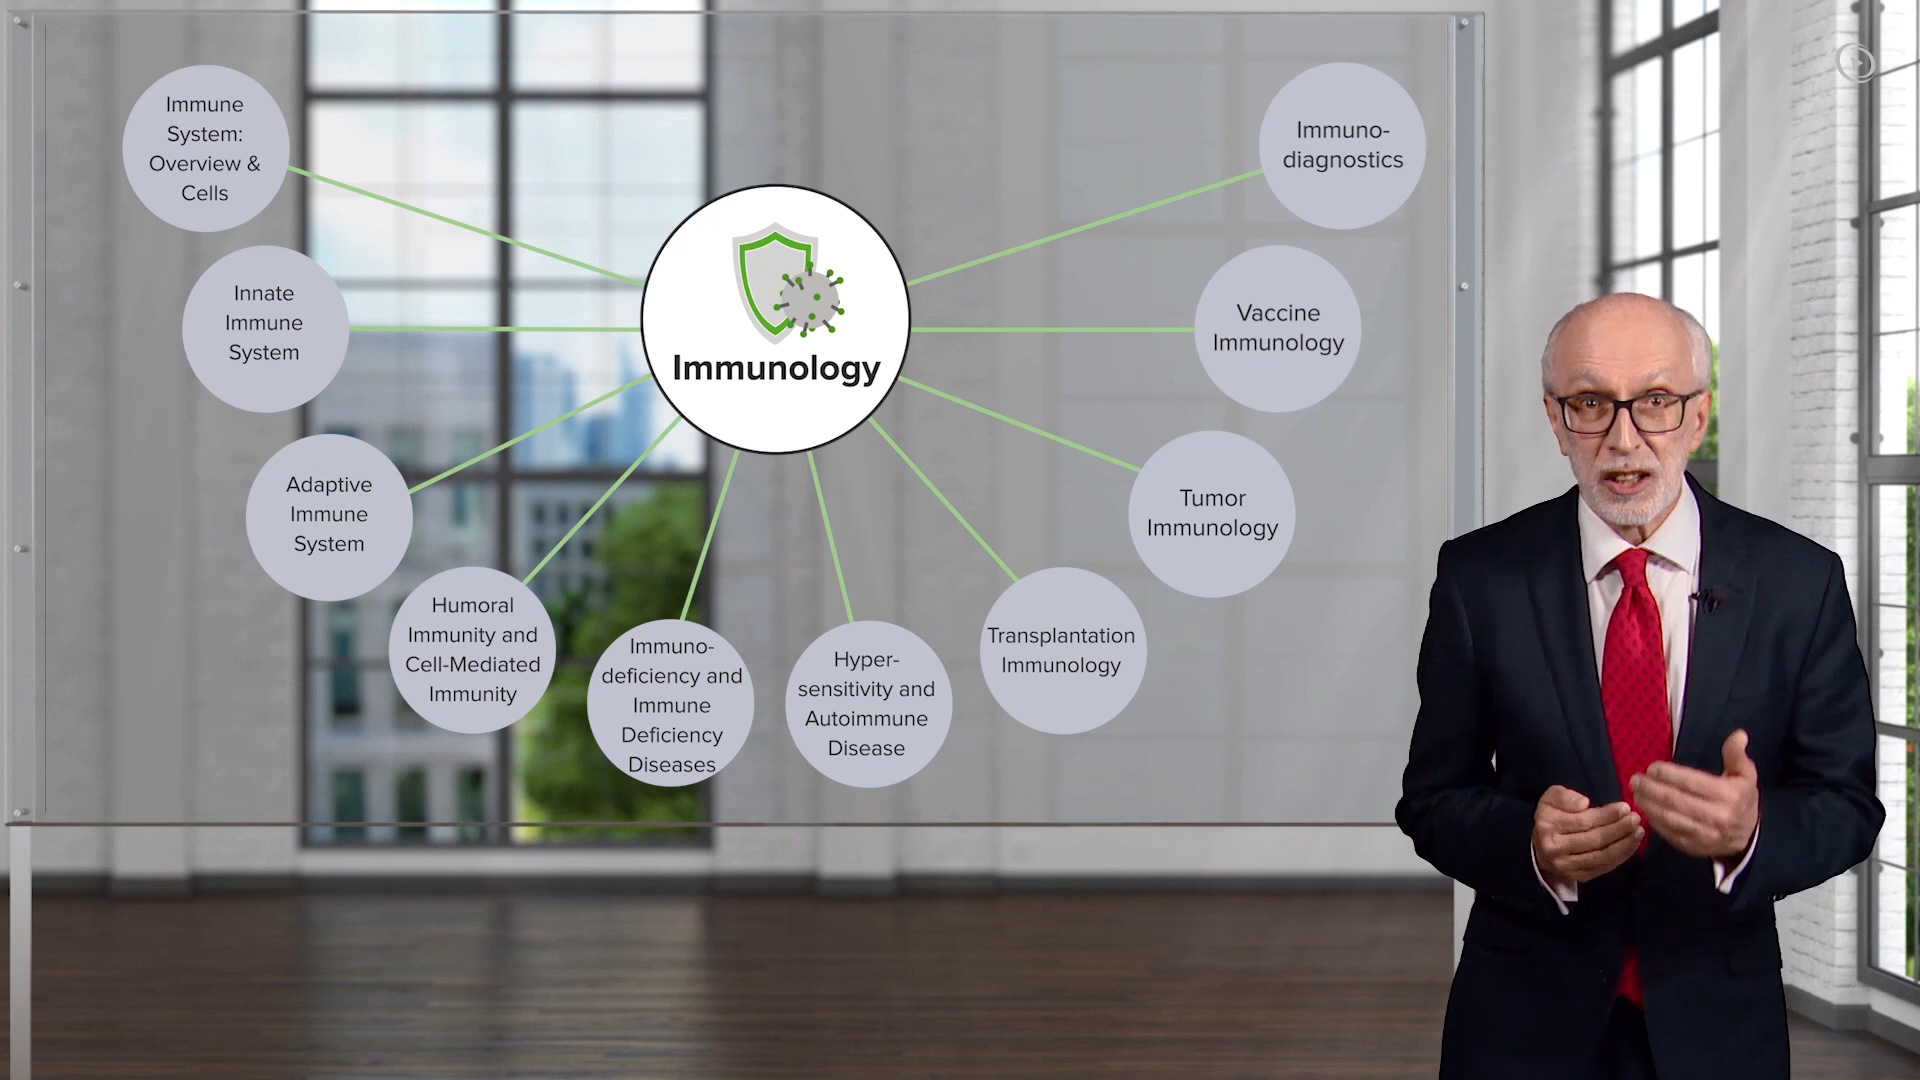 Immune
System:
Overview &
Cells
Innate
Immune
System
Adaptive
Immune
System
Humoral
Immunity and
Cell-Mediated
Immunity
Immuno-
deficiency and
Immune
Deficiency
Diseases
Hyper-
sensitivity and
Autoimmune
Disease
Transplantation
Immunology
Tumor
Immunology
Vaccine
Immunology
Immuno-
diagnostics
Immunology